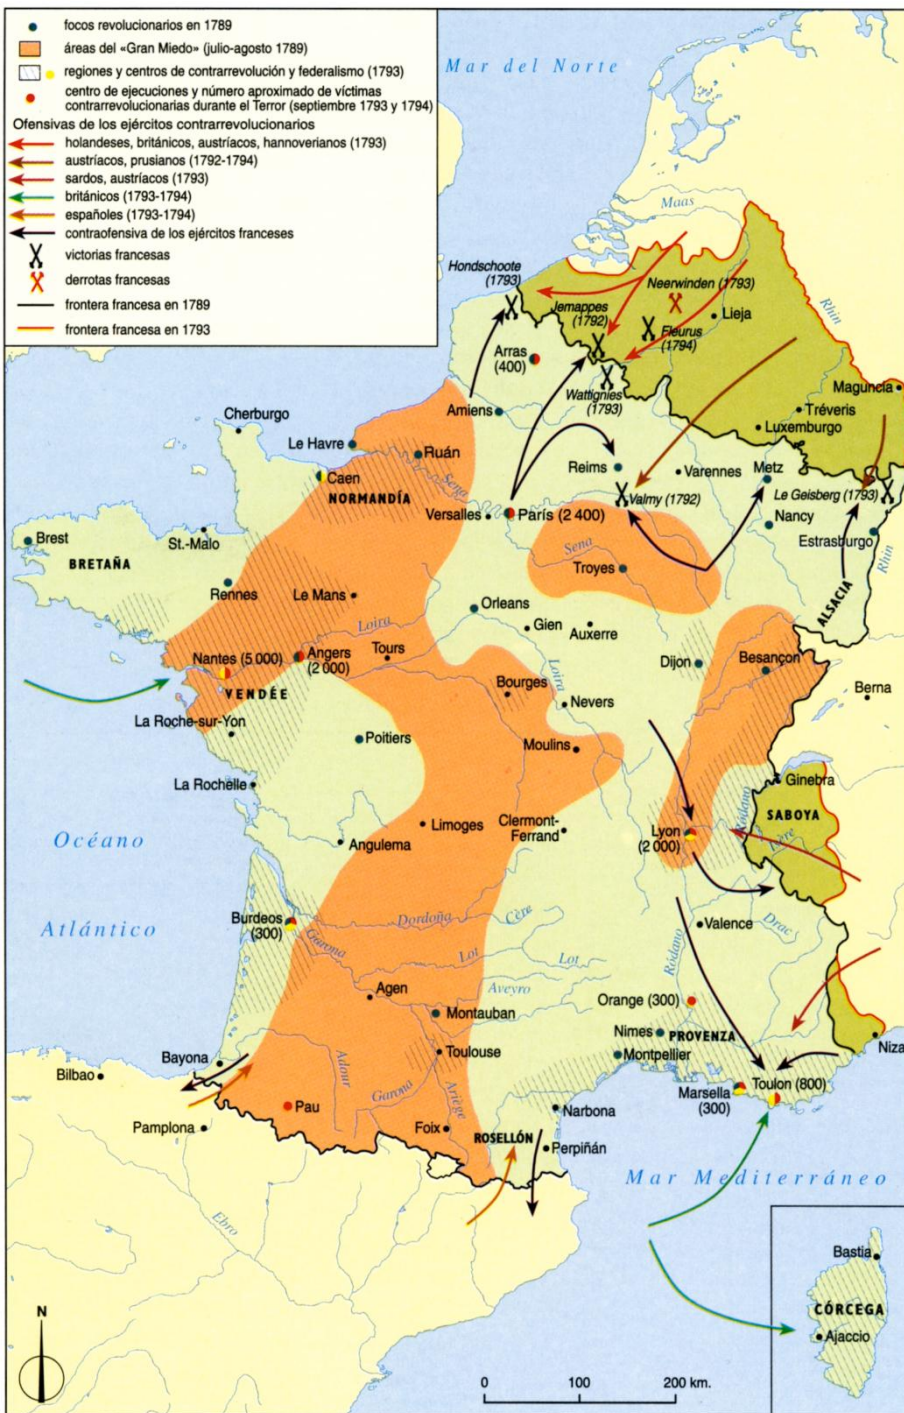 focos revolucionarios en 1789
áreas del «Gran Miedo» (julio-agosto 1789)
regiones y centros de contrarrevolución y federalismo (1793)
centro de ejecuciones y número aproximado de víctimas
contrarrevolucionarias durante el Terror (septiembre 1793 y 1794)
Ofensivas de los ejércitos contrarrevolucionarios
holandeses, británicos, austríacos, hannoverianos (1793)
austríacos, prusianos (1792-1794)
sardos, austríacos (1793)
británicos (1793-1794)
españoles (1793-1794)
contraofensiva de los ejércitos franceses
victorias francesas
derrotas francesas
frontera francesa en 1789
frontera francesa en 1793
Mar del Norte
Maas
Hondschoote
(1793)
Neerwinden (1793)
Jemappes
(1792)
Lieja
Rhin
Fleurus
(1794)
Arras
(400)
Wattignies
(1793)
Maguncia
Amiens
Tréveris
Luxemburgo
Cherburgo
Le Havre
Ruán
Reims
Varennes
Metz
Caen
NORMANDÍA
Sena
Valmy (1792)
Le Geisberg (1793)
Versalles
París (2 400)
Nancy
Estrasburgo
Brest
St.-Malo
BRETAÑA
Sena
Troyes
Rhin
ALSACIA
Rennes
Le Mans
Orleans
Loira
Gien
Auxerre
Nantes (5 000)
Angers
(2 000)
Tours
Dijon
Besançon
VENDÉE
Bourges
Loira
Nevers
Berna
La Roche-sur-Yon
Poitiers
Moulins
La Rochelle
Ginebra
Océano
Limoges
Clermont-
Ferrand
Lyon
(2 000)
Ródano
SABOYA
Isère
Angulema
Atlántico
Burdeos
(300)
Dordoña
Cère
Valence
Drac
Garona
Lot
Lot
Ródano
Agen
Aveyro
Orange (300)
Montauban
Nimes
PROVENZA
Niza
Bayona
Toulouse
Montpellier
Bilbao
Adour
Garona
Ariège
Marsella
(300)
Toulon (800)
Pau
Narbona
Pamplona
Foix
ROSELLÓN
Perpiñán
Mar Mediterráneo
Ebro
Bastia
CÓRCEGA
Ajaccio
N
0 100 200 km.